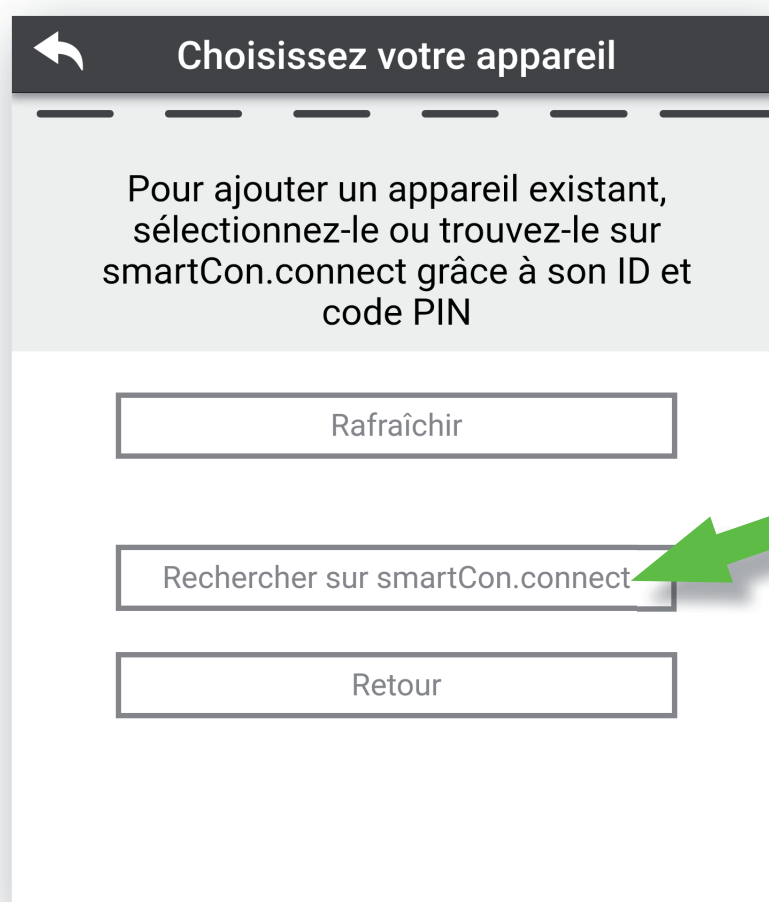 Choisissez votre appareil
Pour ajouter un appareil existant,
sélectionnez-le ou trouvez-le sur
smartCon.connect grâce à son ID et
code PIN
Rafraîchir
Rechercher sur smartCon.connect
Retour